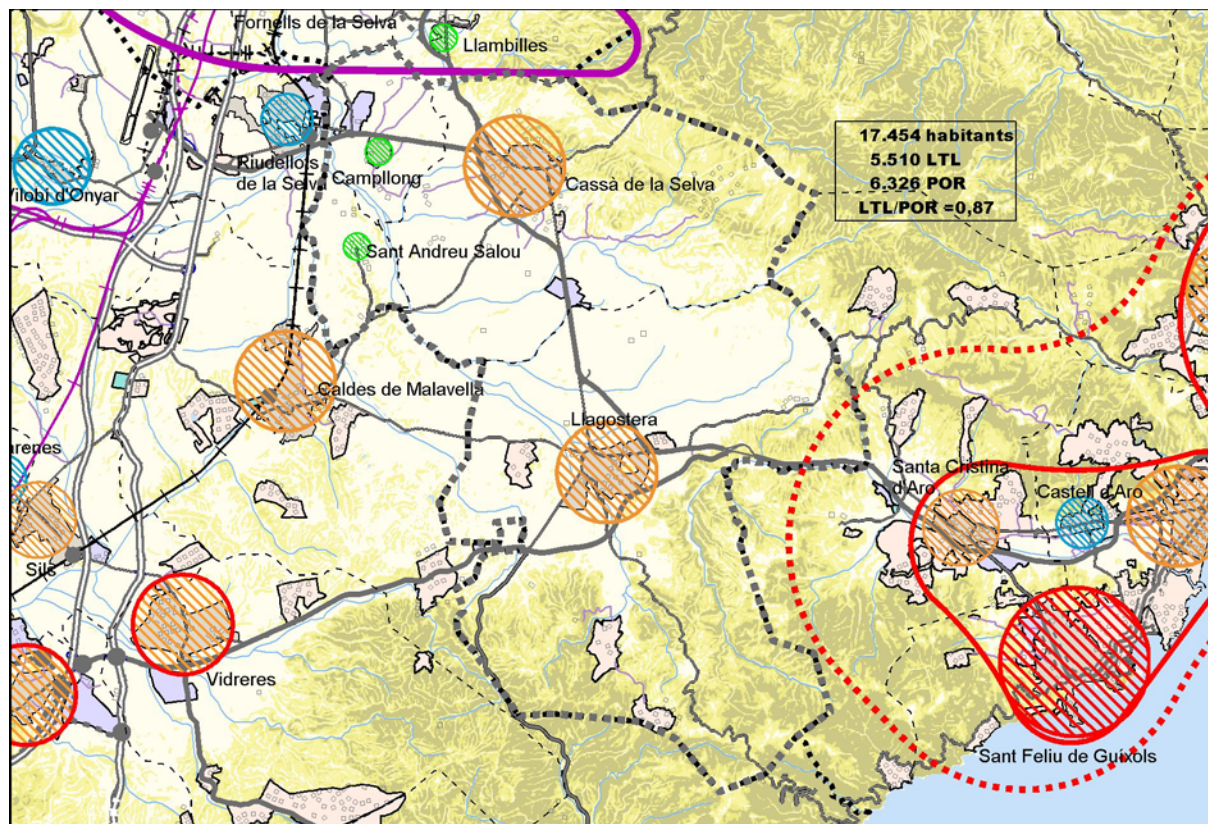 Fornells de la Selva
Llambilles
Riudellots
de la Selva
Campllong
Vilobí d'Onyar
Cassà de la Selva
17.454 habitants
5.510 LTL
6.326 POR
LTL/POR =0,87
Sant Andreu Salou
Caldes de Malavella
Llagostera
arenes
Santa Cristina
d'Aro
Castell d'Aro
Sils
Vidreres
Sant Feliu de Guíxols